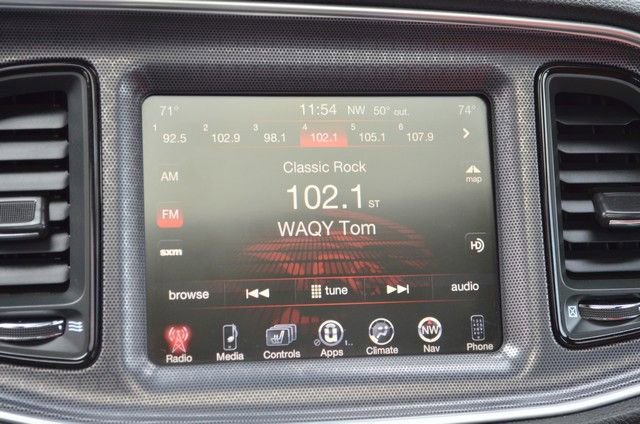 71° 11:54 NW 50° out. 74°
1 92.5 2 102.9 3 98.1 4 102.1 5 105.1 6 107.9
Classic Rock
AM
map
102.1 ST
FM
WAQY Tom
sxm
HD
browse tune audio
Radio Media Controls Apps Climate Nav Phone
NW